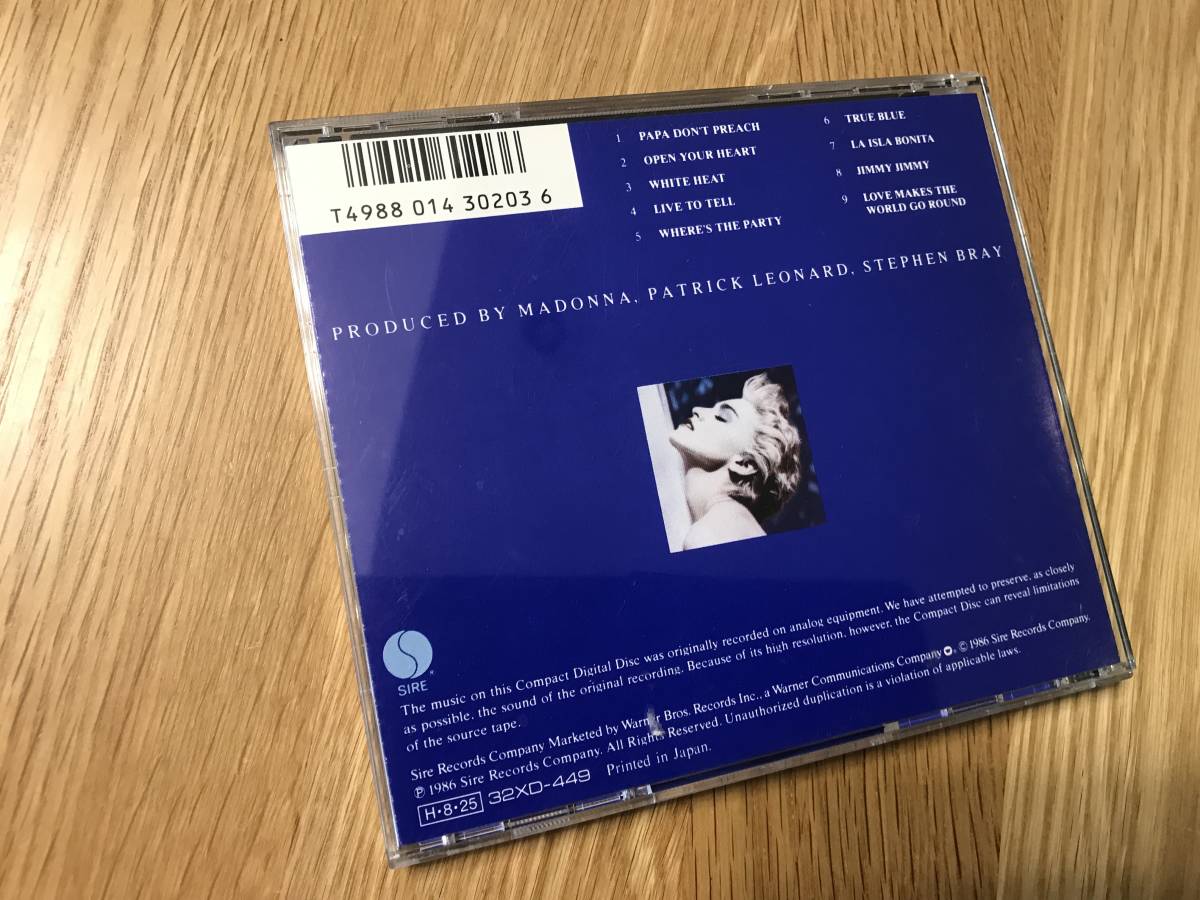 T4988 014 30203 6
1 PAPA DON'T PREACH
2 OPEN YOUR HEART
3 WHITE HEAT
4 LIVE TO TELL
5 WHERE'S THE PARTY
6 TRUE BLUE
7 LA ISLA BONITA
8 JIMMY JIMMY
9 LOVE MAKES THE
WORLD GO ROUND
PRODUCED BY MADONNA, PATRICK LEONARD, STEPHEN BRAY
SIRE
The music on this Compact Digital Disc was originally recorded on analog equipment. We have attempted to preserve, as closely
as possible, the sound of the original recording. Because of its high resolution, however, the Compact Disc can reveal limitations
of the source tape.
Sire Records Company Marketed by Warner Bros. Records Inc., a Warner Communications Company. © 1986 Sire Records Company.
℗ 1986 Sire Records Company. All Rights Reserved. Unauthorized duplication is a violation of applicable laws.
H·8·25 32XD-449 Printed in Japan.